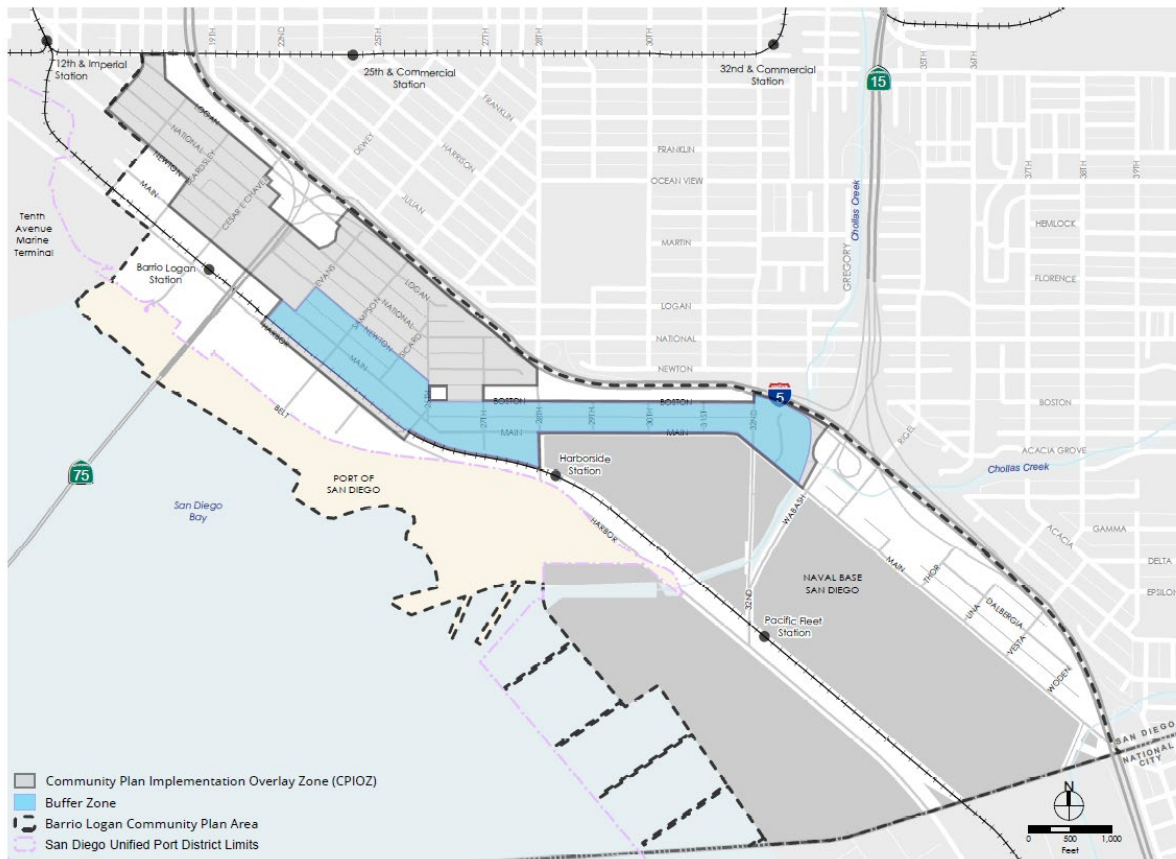 19TH
22ND
25TH
27TH
28TH
30TH
15
35TH
36TH
12th & Imperial
Station
25th & Commercial
Station
32nd & Commercial
Station
FRANKLIN
DEWEY
HARRISON
JULIAN
FRANKLIN
OCEAN VIEW
MARTIN
LOGAN
NATIONAL
NEWTON
37TH
38TH
39TH
HEMLOCK
FLORENCE
Chollas Creek
GREGORY
LOGAN
NATIONAL
BEARDSLEY
NEWTON
MAIN
CESAR E CHAVEZ
Tenth
Avenue
Marine
Terminal
Barrio Logan
Station
EVANS
LOGAN
SAMPSON
NATIONAL
SICARD
NEWTON
MAIN
HARBOR
BELT
26TH
BOSTON
BOSTON
5
27TH
28TH
29TH
30TH
31ST
32ND
MAIN
MAIN
RIGEL
BOSTON
ACACIA GROVE
Chollas Creek
75
San Diego
Bay
PORT OF
SAN DIEGO
Harborside
Station
HARBOR
WABASH
NAVAL BASE
SAN DIEGO
32ND
Pacific Fleet
Station
MAIN
THOR
UNA
DALBERGIA
VESTA
WODEN
ACACIA
GAMMA
DELTA
EPSILON
SAN DIEGO
NATIONAL
CITY
Community Plan Implementation Overlay Zone (CPIOZ)
Buffer Zone
Barrio Logan Community Plan Area
San Diego Unified Port District Limits
N
0 500 1,000
Feet